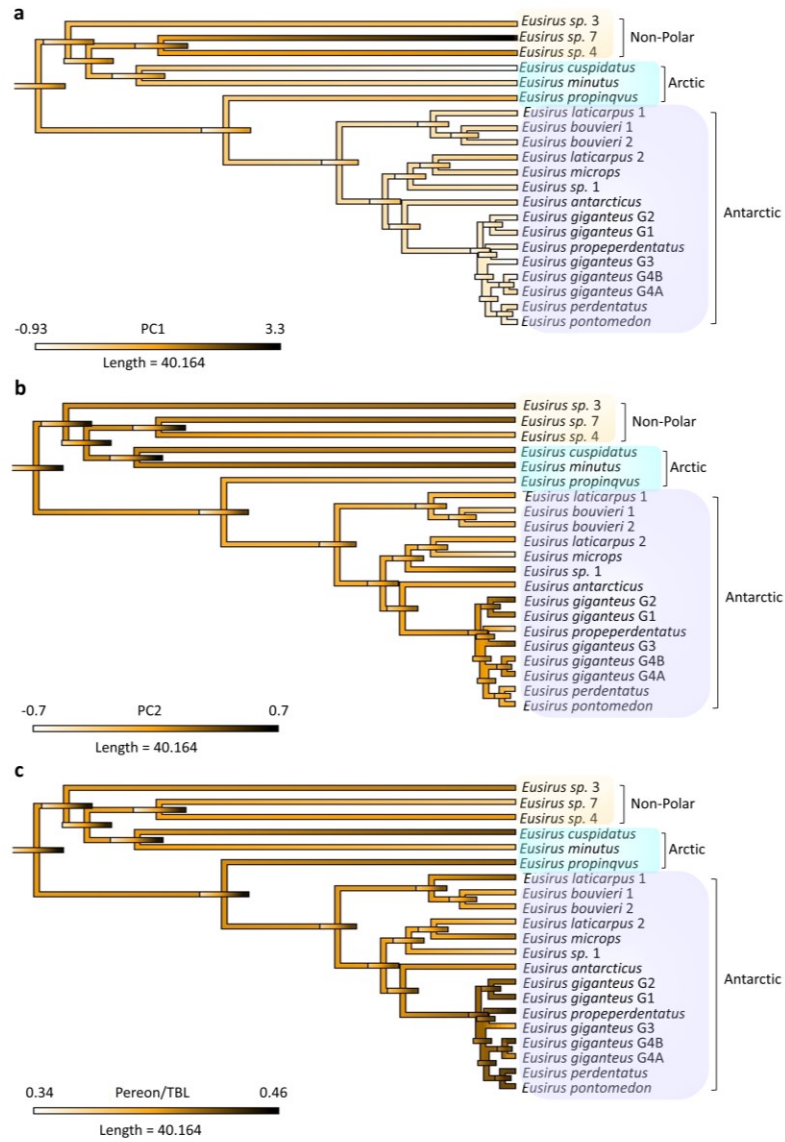 a
Eusirus sp. 3
Eusirus sp. 7
Non-Polar
Eusirus sp. 4
Eusirus cuspidatus
Arctic
Eusirus minutus
Eusirus propinqvus
Eusirus laticarpus 1
Eusirus bouvieri 1
Eusirus bouvieri 2
Eusirus laticarpus 2
Eusirus microps
Eusirus sp. 1
Eusirus antarcticus
Antarctic
Eusirus giganteus G2
Eusirus giganteus G1
Eusirus propeperdentatus
Eusirus giganteus G3
Eusirus giganteus G4B
Eusirus giganteus G4A
Eusirus perdentatus
Eusirus pontomedon
-0.93 PC1 3.3
Length = 40.164
b
Eusirus sp. 3
Eusirus sp. 7
Non-Polar
Eusirus sp. 4
Eusirus cuspidatus
Arctic
Eusirus minutus
Eusirus propinqvus
Eusirus laticarpus 1
Eusirus bouvieri 1
Eusirus bouvieri 2
Eusirus laticarpus 2
Eusirus microps
Eusirus sp. 1
Eusirus antarcticus
Antarctic
Eusirus giganteus G2
Eusirus giganteus G1
Eusirus propeperdentatus
Eusirus giganteus G3
Eusirus giganteus G4B
Eusirus giganteus G4A
Eusirus perdentatus
Eusirus pontomedon
-0.7 PC2 0.7
Length = 40.164
c
Eusirus sp. 3
Eusirus sp. 7
Non-Polar
Eusirus sp. 4
Eusirus cuspidatus
Arctic
Eusirus minutus
Eusirus propinqvus
Eusirus laticarpus 1
Eusirus bouvieri 1
Eusirus bouvieri 2
Eusirus laticarpus 2
Eusirus microps
Eusirus sp. 1
Eusirus antarcticus
Antarctic
Eusirus giganteus G2
Eusirus giganteus G1
Eusirus propeperdentatus
Eusirus giganteus G3
Eusirus giganteus G4B
Eusirus giganteus G4A
Eusirus perdentatus
Eusirus pontomedon
0.34 Pereon/TBL 0.46
Length = 40.164